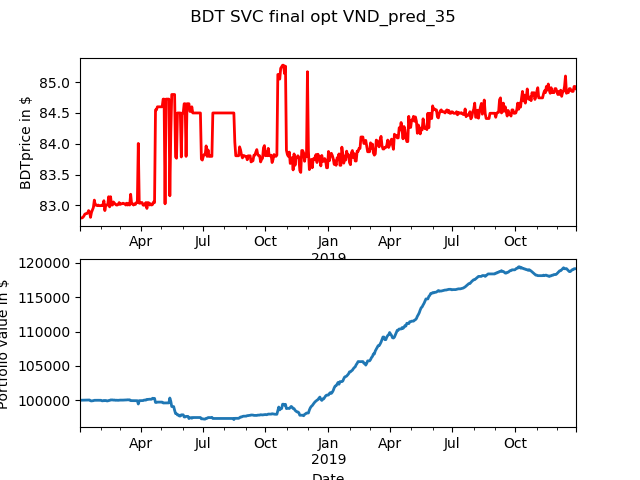 BDT SVC final opt VND_pred_35
BDTprice in $
85.0
84.5
84.0
83.5
83.0
Apr Jul Oct Jan Apr Jul Oct
2019
Portfolio value in $
120000
115000
110000
105000
100000
Apr Jul Oct Jan Apr Jul Oct
2019
Date